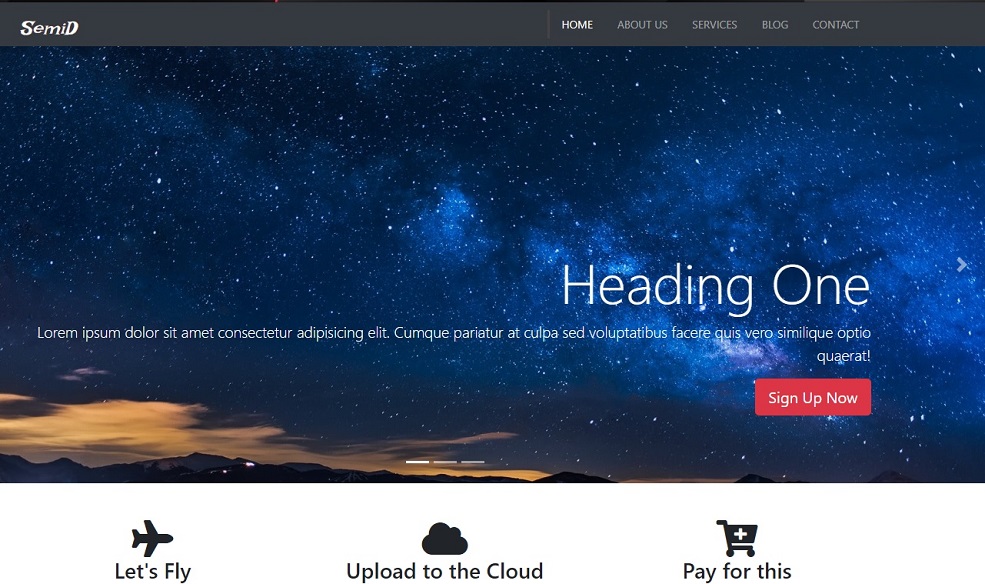 SemiD
HOME ABOUT US SERVICES BLOG CONTACT
Heading One
Lorem ipsum dolor sit amet consectetur adipisicing elit. Cumque pariatur at culpa sed voluptatibus facere quis vero similique optio
quaerat!
Sign Up Now
Let's Fly Upload to the Cloud Pay for this